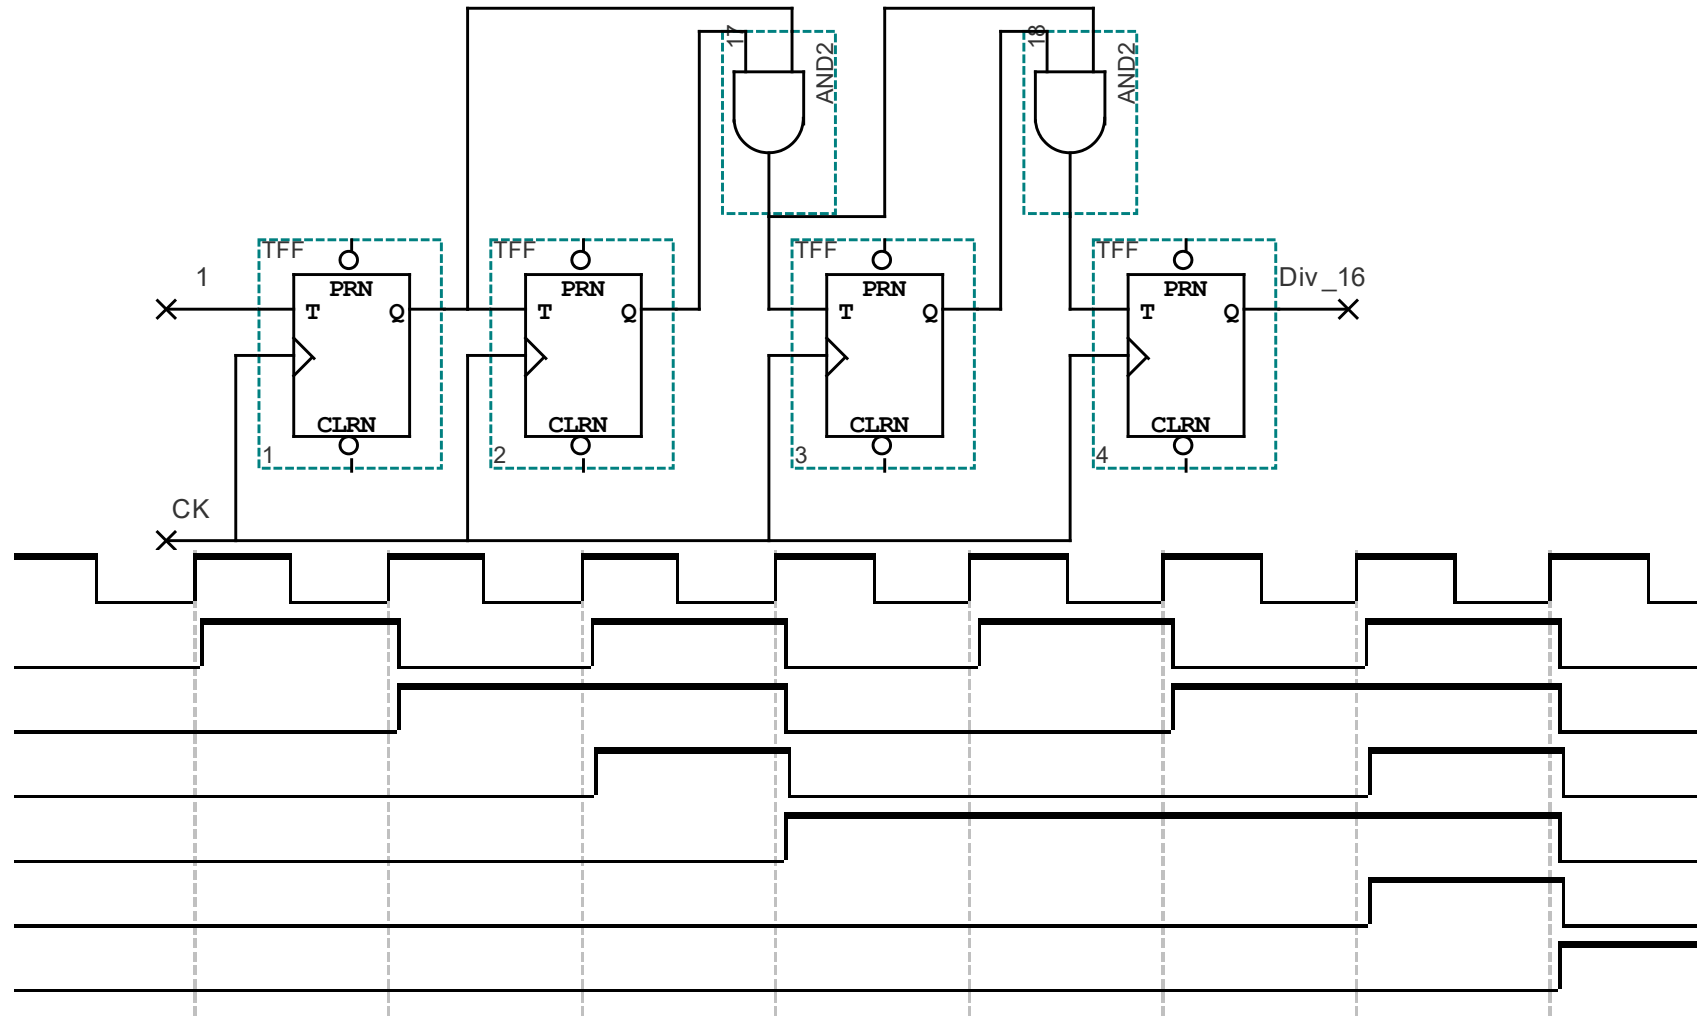 17
AND2
18
AND2
TFF
TFF
TFF
TFF
1
PRN
PRN
PRN
PRN
Div_16
T Q
T Q
T Q
T Q
CLRN
CLRN
CLRN
CLRN
1
2
3
4
CK